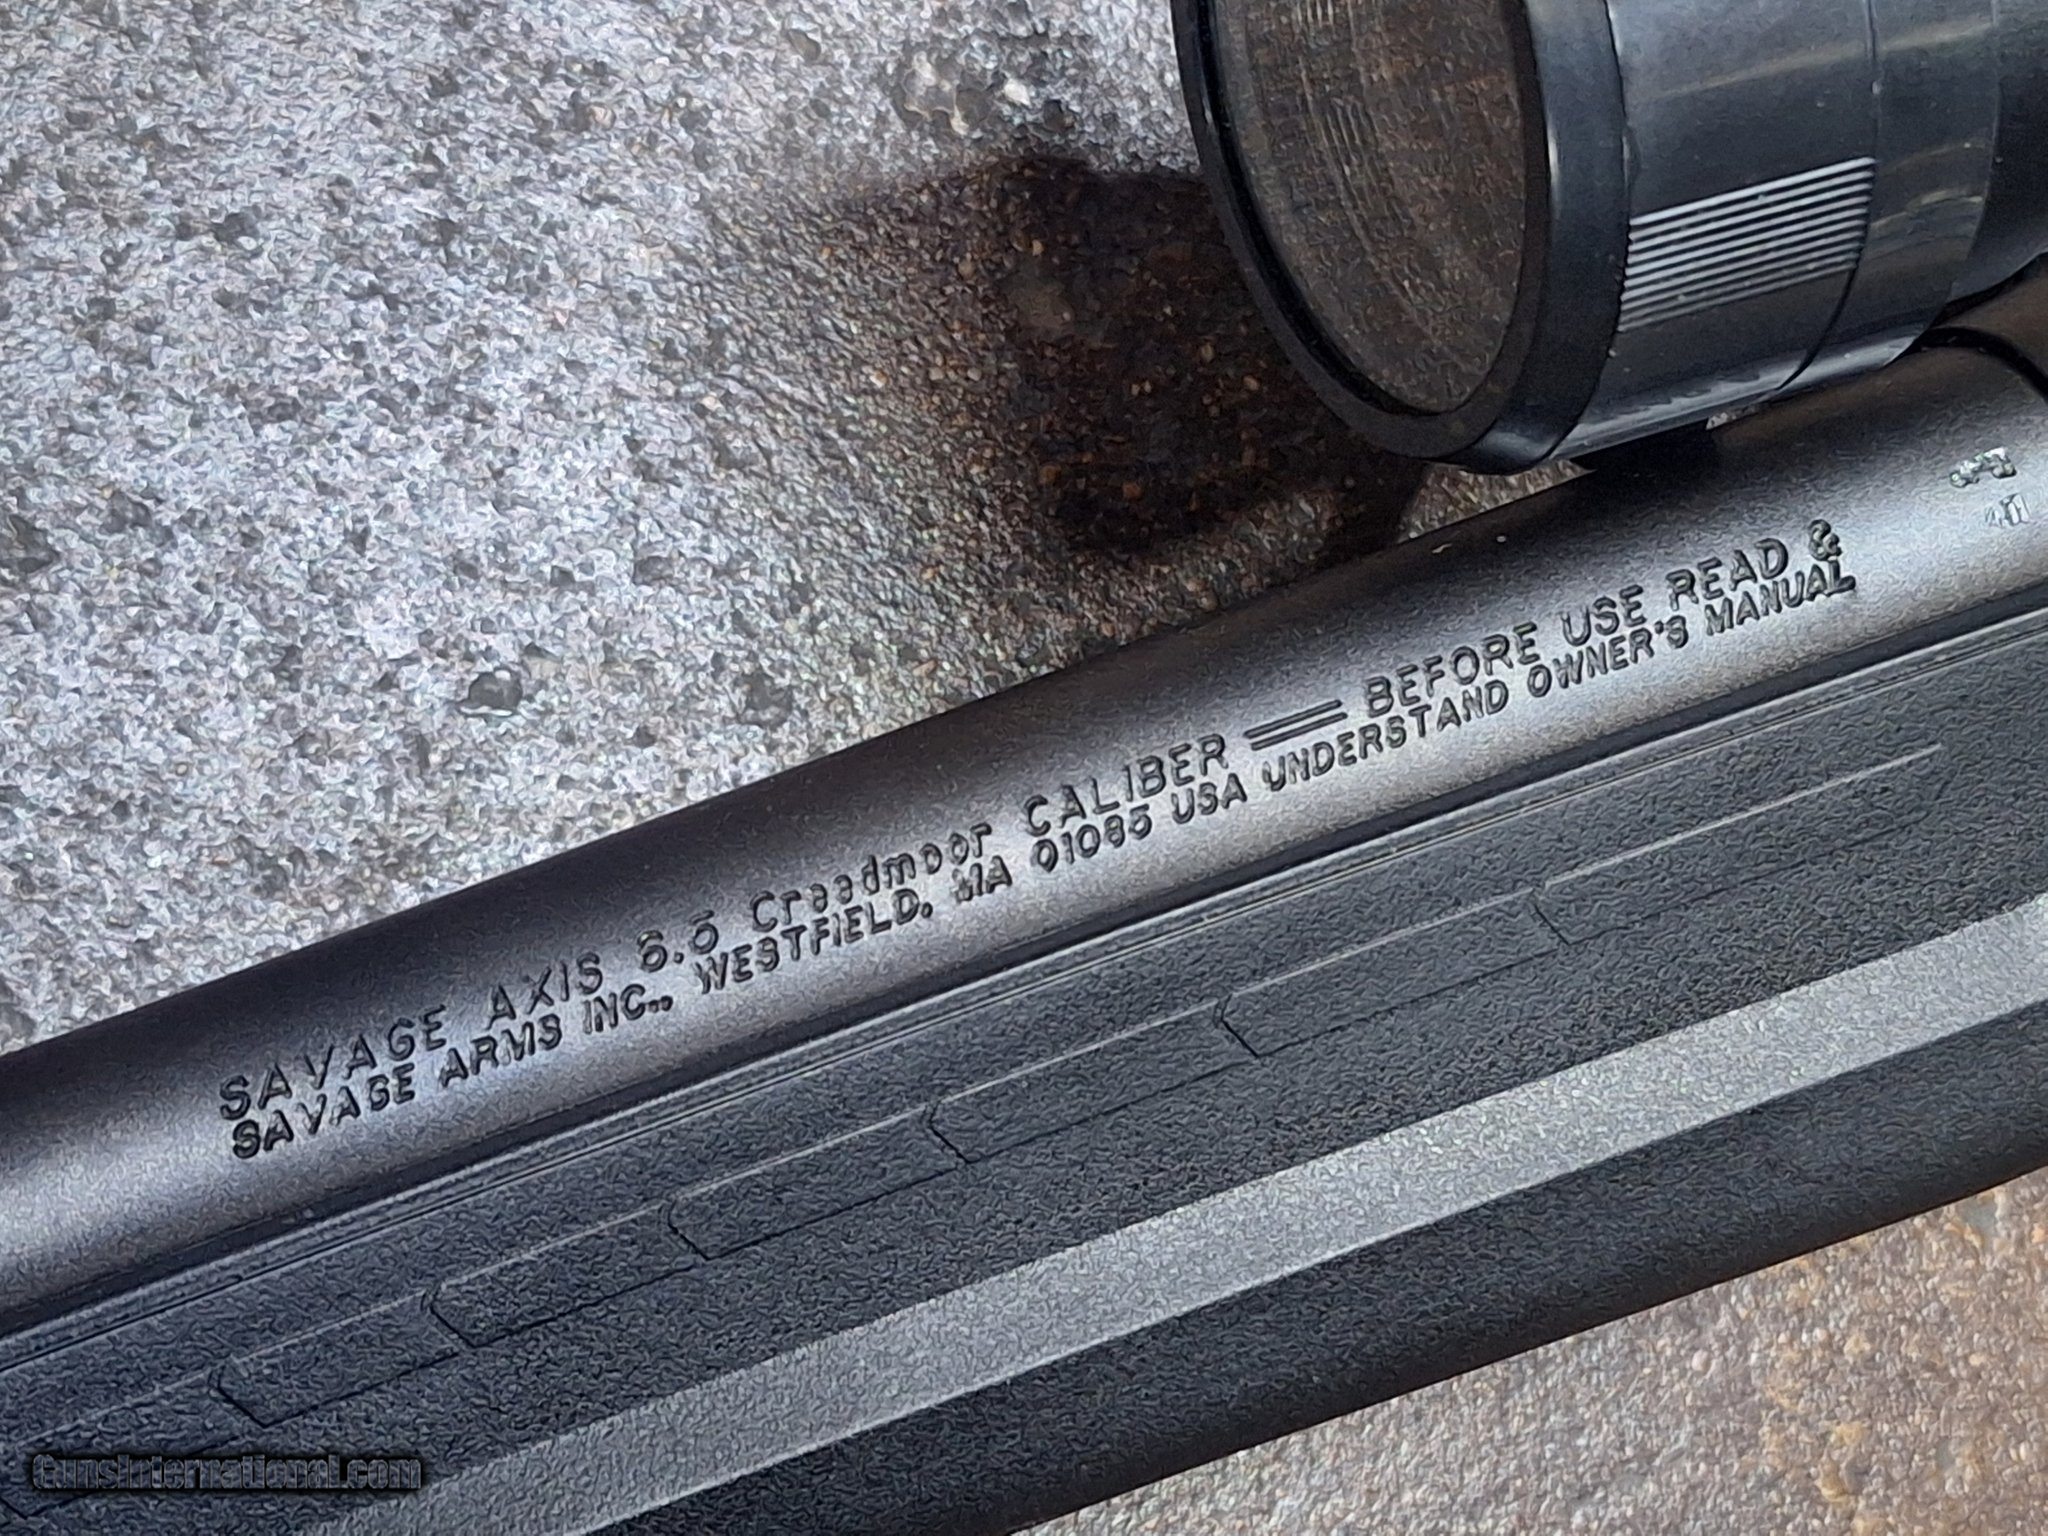 SAVAGE AXIS 6.5 Creedmoor CALIBER BEFORE USE READ &
SAVAGE ARMS INC., WESTFIELD, MA 01085 USA UNDERSTAND OWNER'S MANUAL
GunsInternational.com